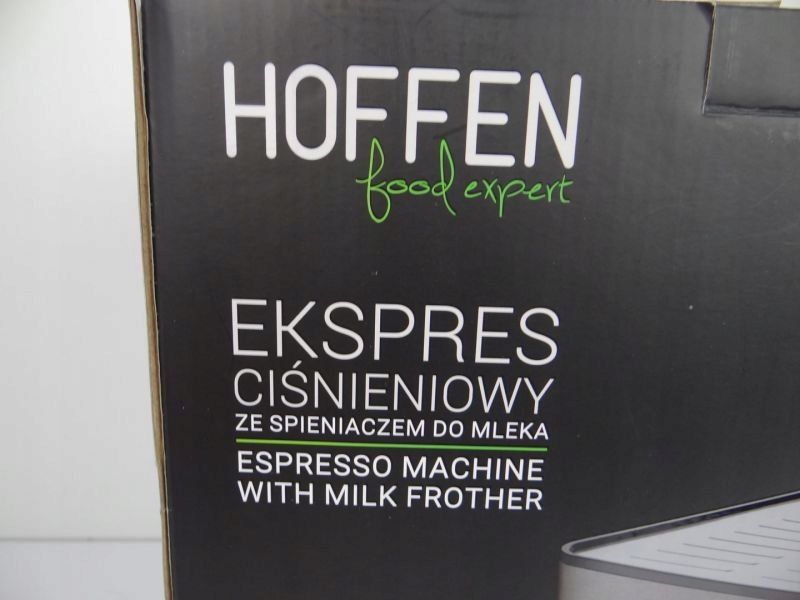 HOFFEN
food expert
EKSPRES
CIŚNIENIOWY
ZE SPIENIACZEM DO MLEKA
ESPRESSO MACHINE
WITH MILK FROTHER